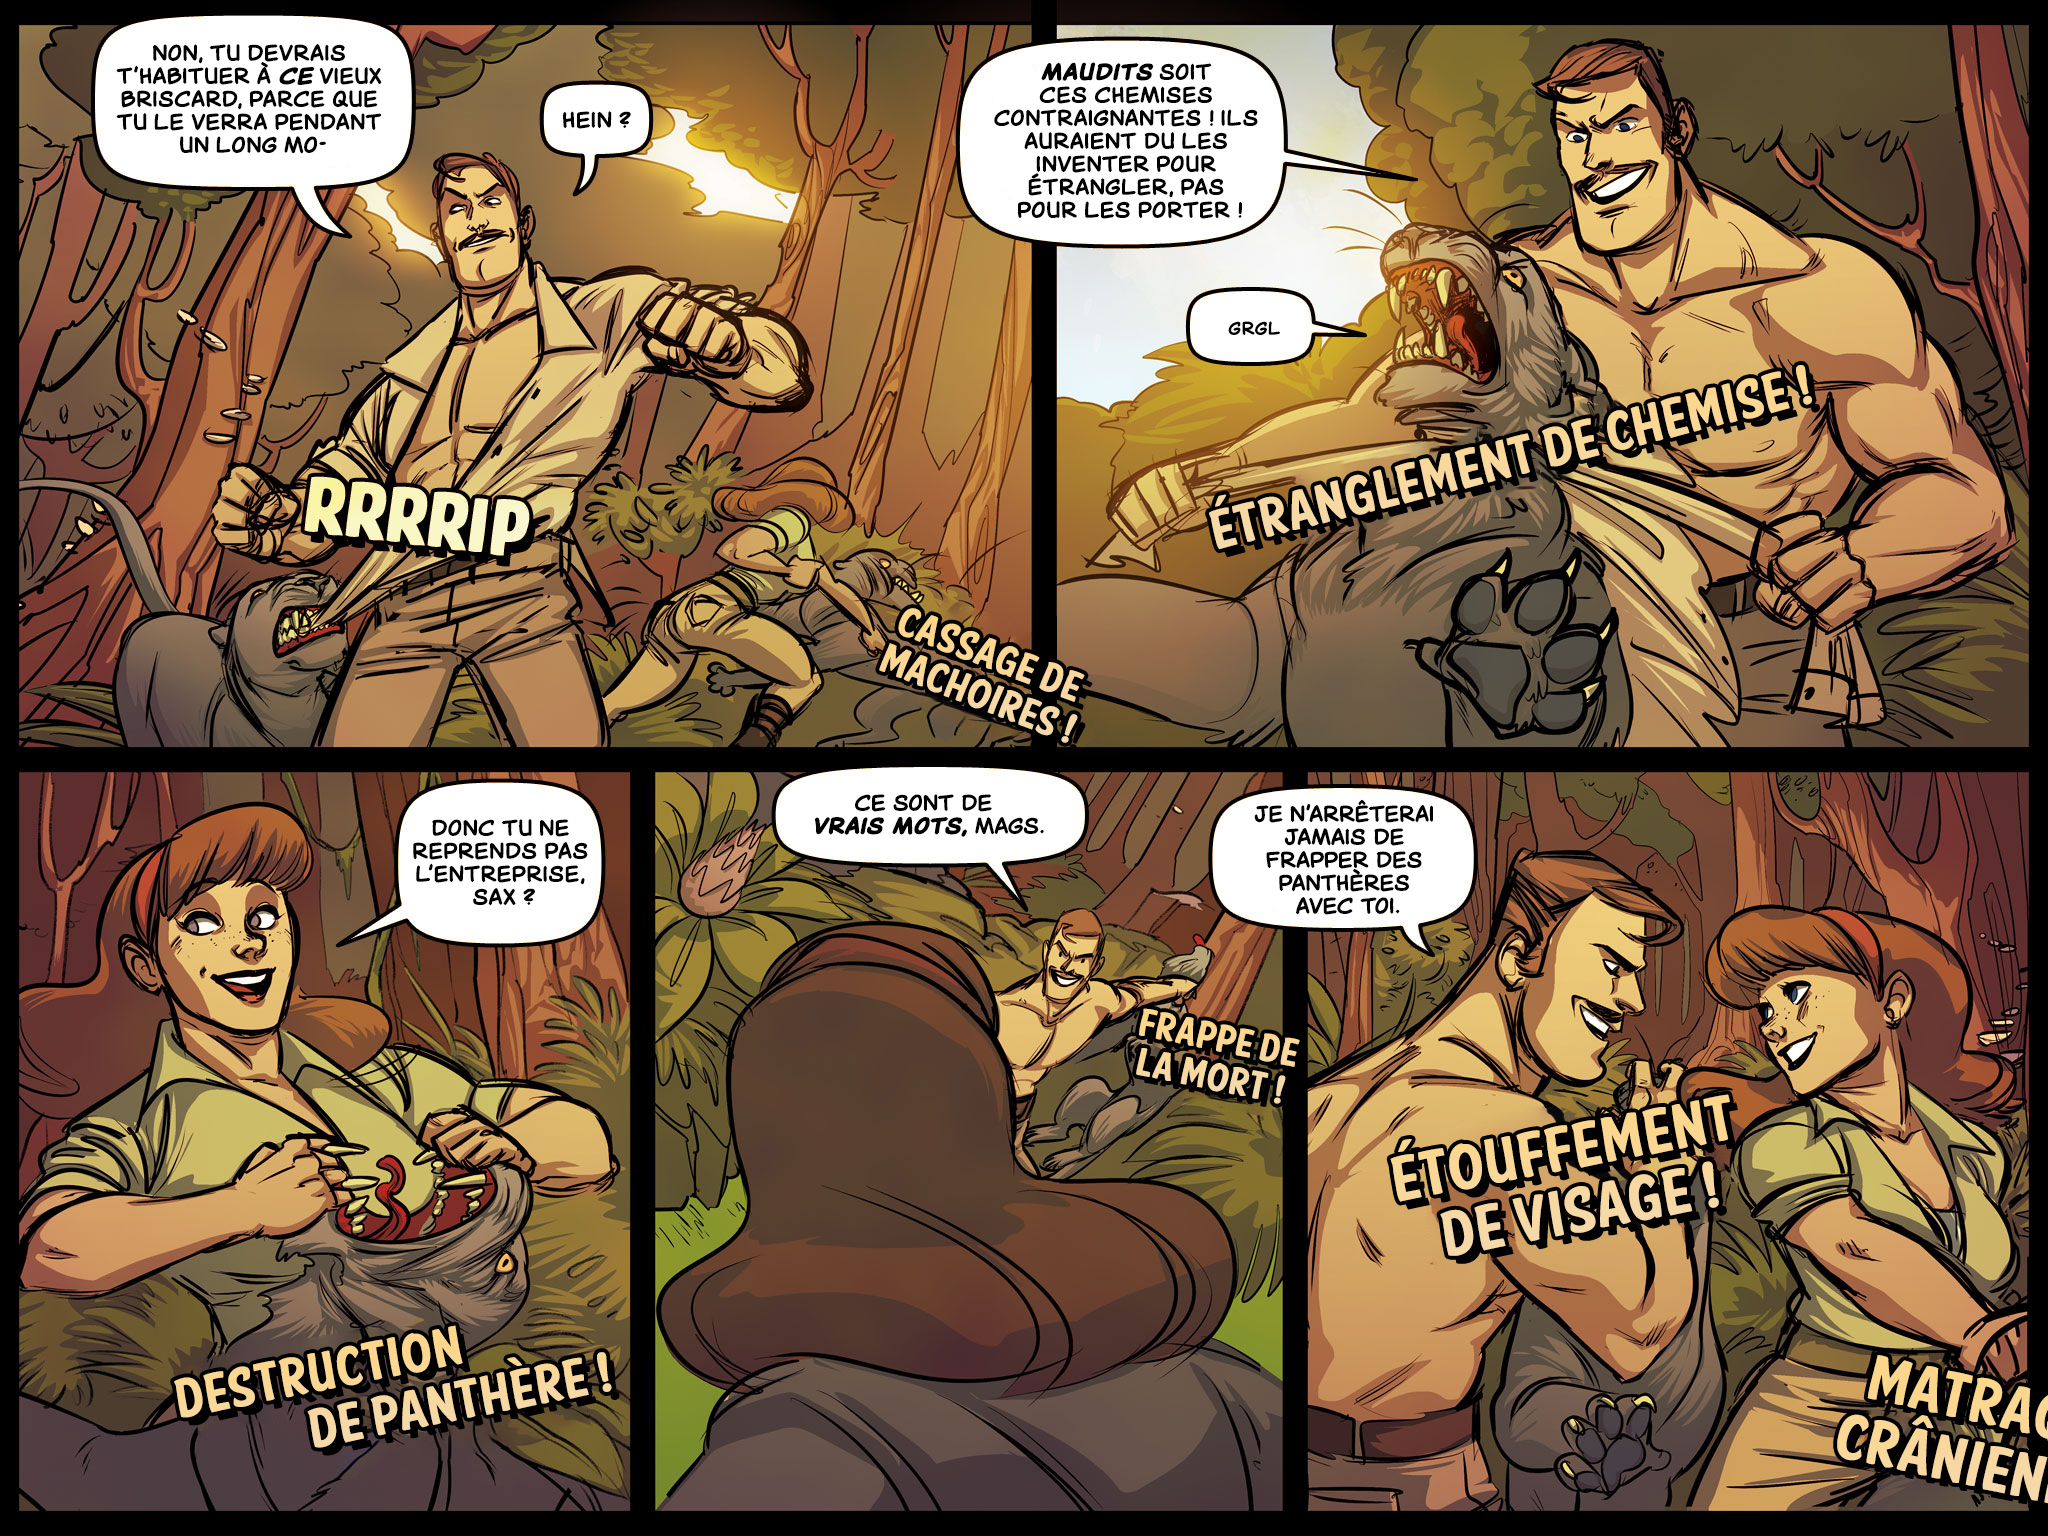 NON, TU DEVRAIS
T'HABITUER À CE VIEUX
BRISCARD, PARCE QUE
TU LE VERRA PENDANT
UN LONG MO-
HEIN ?
RRRRIP
CASSAGE DE
MACHOIRES !
MAUDITS SOIT
CES CHEMISES
CONTRAIGNANTES ! ILS
AURAIENT DU LES
INVENTER POUR
ÉTRANGLER, PAS
POUR LES PORTER !
GRGL
ÉTRANGLEMENT DE CHEMISE !
DONC TU NE
REPRENDS PAS
L'ENTREPRISE,
SAX ?
DESTRUCTION
DE PANTHÈRE !
CE SONT DE
VRAIS MOTS, MAGS.
FRAPPE DE
LA MORT !
JE N'ARRÊTERAI
JAMAIS DE
FRAPPER DES
PANTHÈRES
AVEC TOI.
ÉTOUFFEMENT
DE VISAGE !
MATRAQ
CRÂNIEN